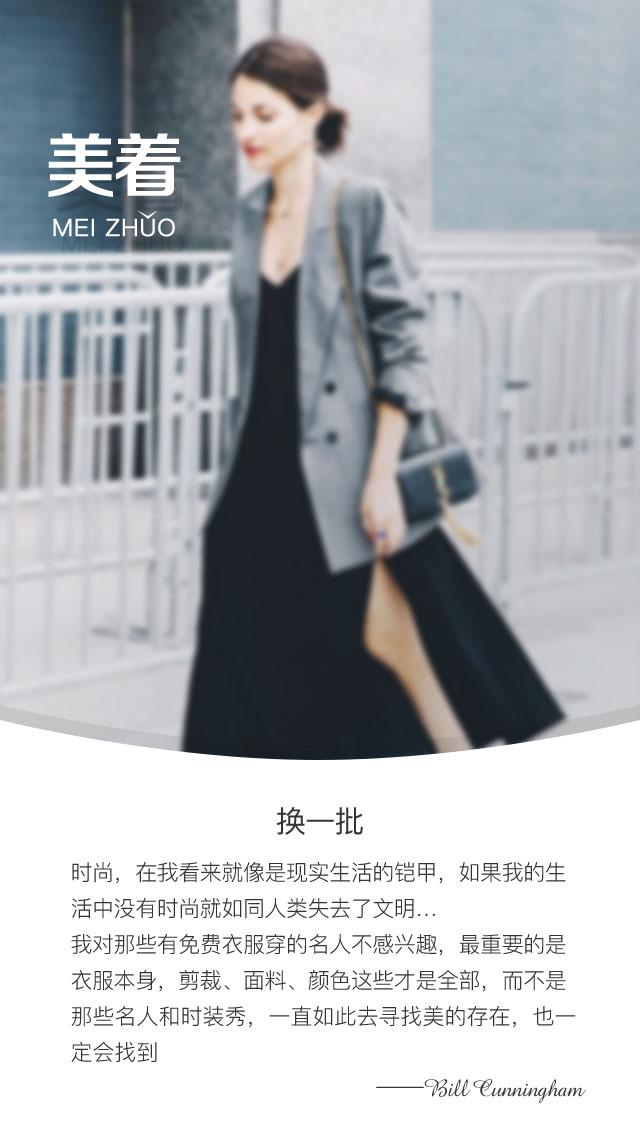 美着
MEI ZHǓO
换一批
时尚，在我看来就像是现实生活的铠甲，如果我的生
活中没有时尚就如同人类失去了文明…
我对那些有免费衣服穿的名人不感兴趣，最重要的是
衣服本身，剪裁、面料、颜色这些才是全部，而不是
那些名人和时装秀，一直如此去寻找美的存在，也一
定会找到
——Bill Cunningham